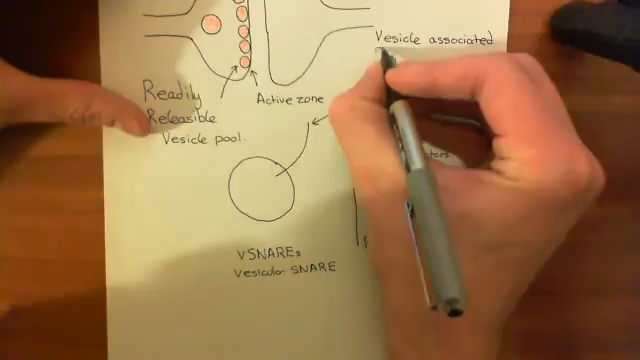 Vesicle associated
Readily
Releasible
Vesicle pool.
Active zone
VSNAREs
Vesicular SNARE